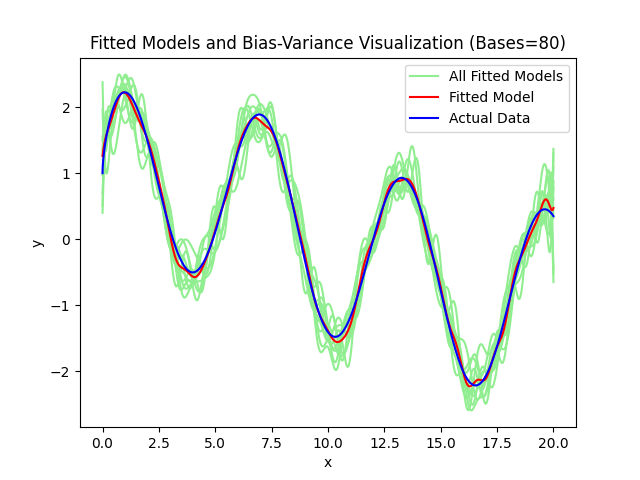 Fitted Models and Bias-Variance Visualization (Bases=80)
All Fitted Models
Fitted Model
Actual Data
y
2
1
0
−1
−2
0.0 2.5 5.0 7.5 10.0 12.5 15.0 17.5 20.0
x